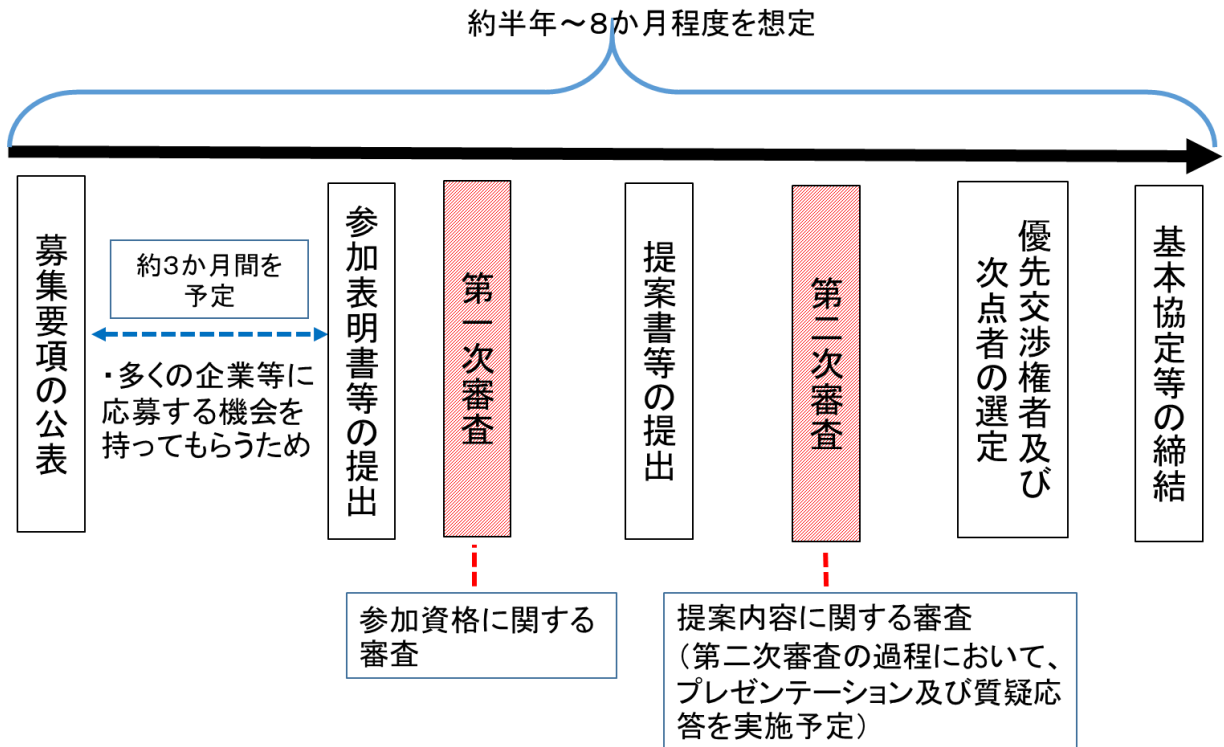 約半年～8か月程度を想定
募集要項の公表
約3か月間を
予定
・多くの企業等に
応募する機会を
持ってもらうため
参加表明書等の提出
第一次審査
提案書等の提出
第二次審査
優先交渉権者及び
次点者の選定
基本協定等の締結
参加資格に関する
審査
提案内容に関する審査
（第二次審査の過程において、
プレゼンテーション及び質疑応
答を実施予定）